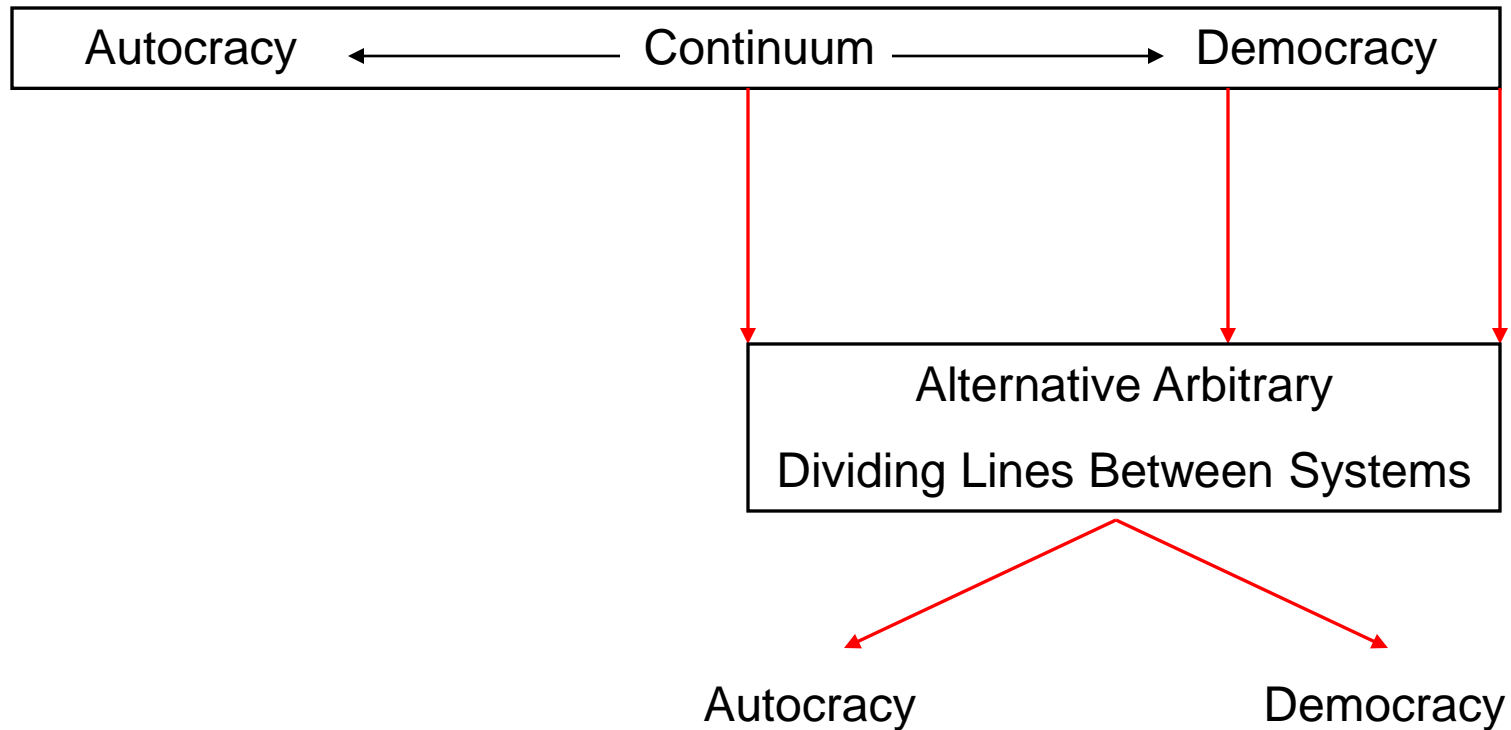 Autocracy Continuum Democracy
Alternative Arbitrary
Dividing Lines Between Systems
Autocracy Democracy